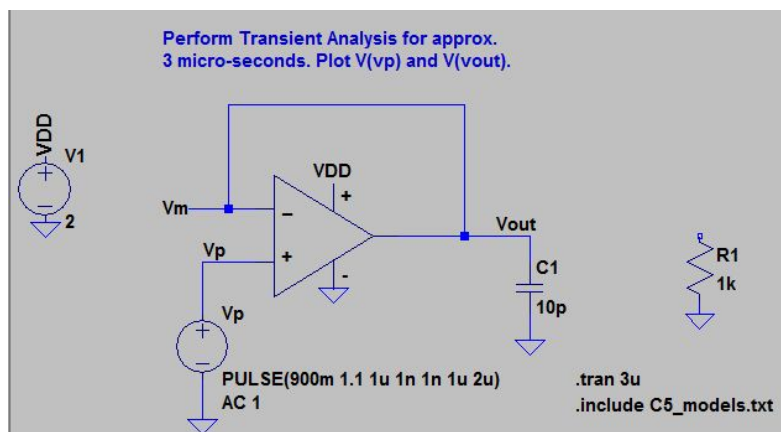 Perform Transient Analysis for approx.
3 micro-seconds. Plot V(vp) and V(vout).
VDD
V1
+
−
2
VDD
+
Vm
−
Vp
+
-
Vout
C1
10p
R1
1k
Vp
+
−
PULSE(900m 1.1 1u 1n 1n 1u 2u)
AC 1
.tran 3u
.include C5_models.txt